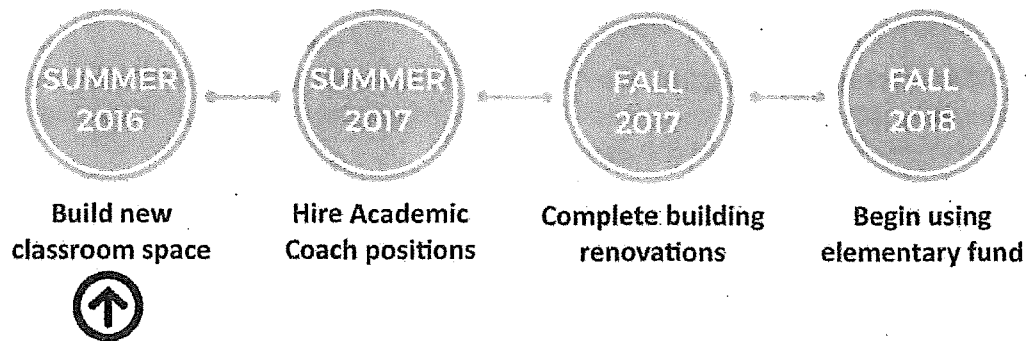 SUMMER
2016
SUMMER
2017
FALL
2017
FALL
2018
Build new
classroom space
Hire Academic
Coach positions
Complete building
renovations
Begin using
elementary fund